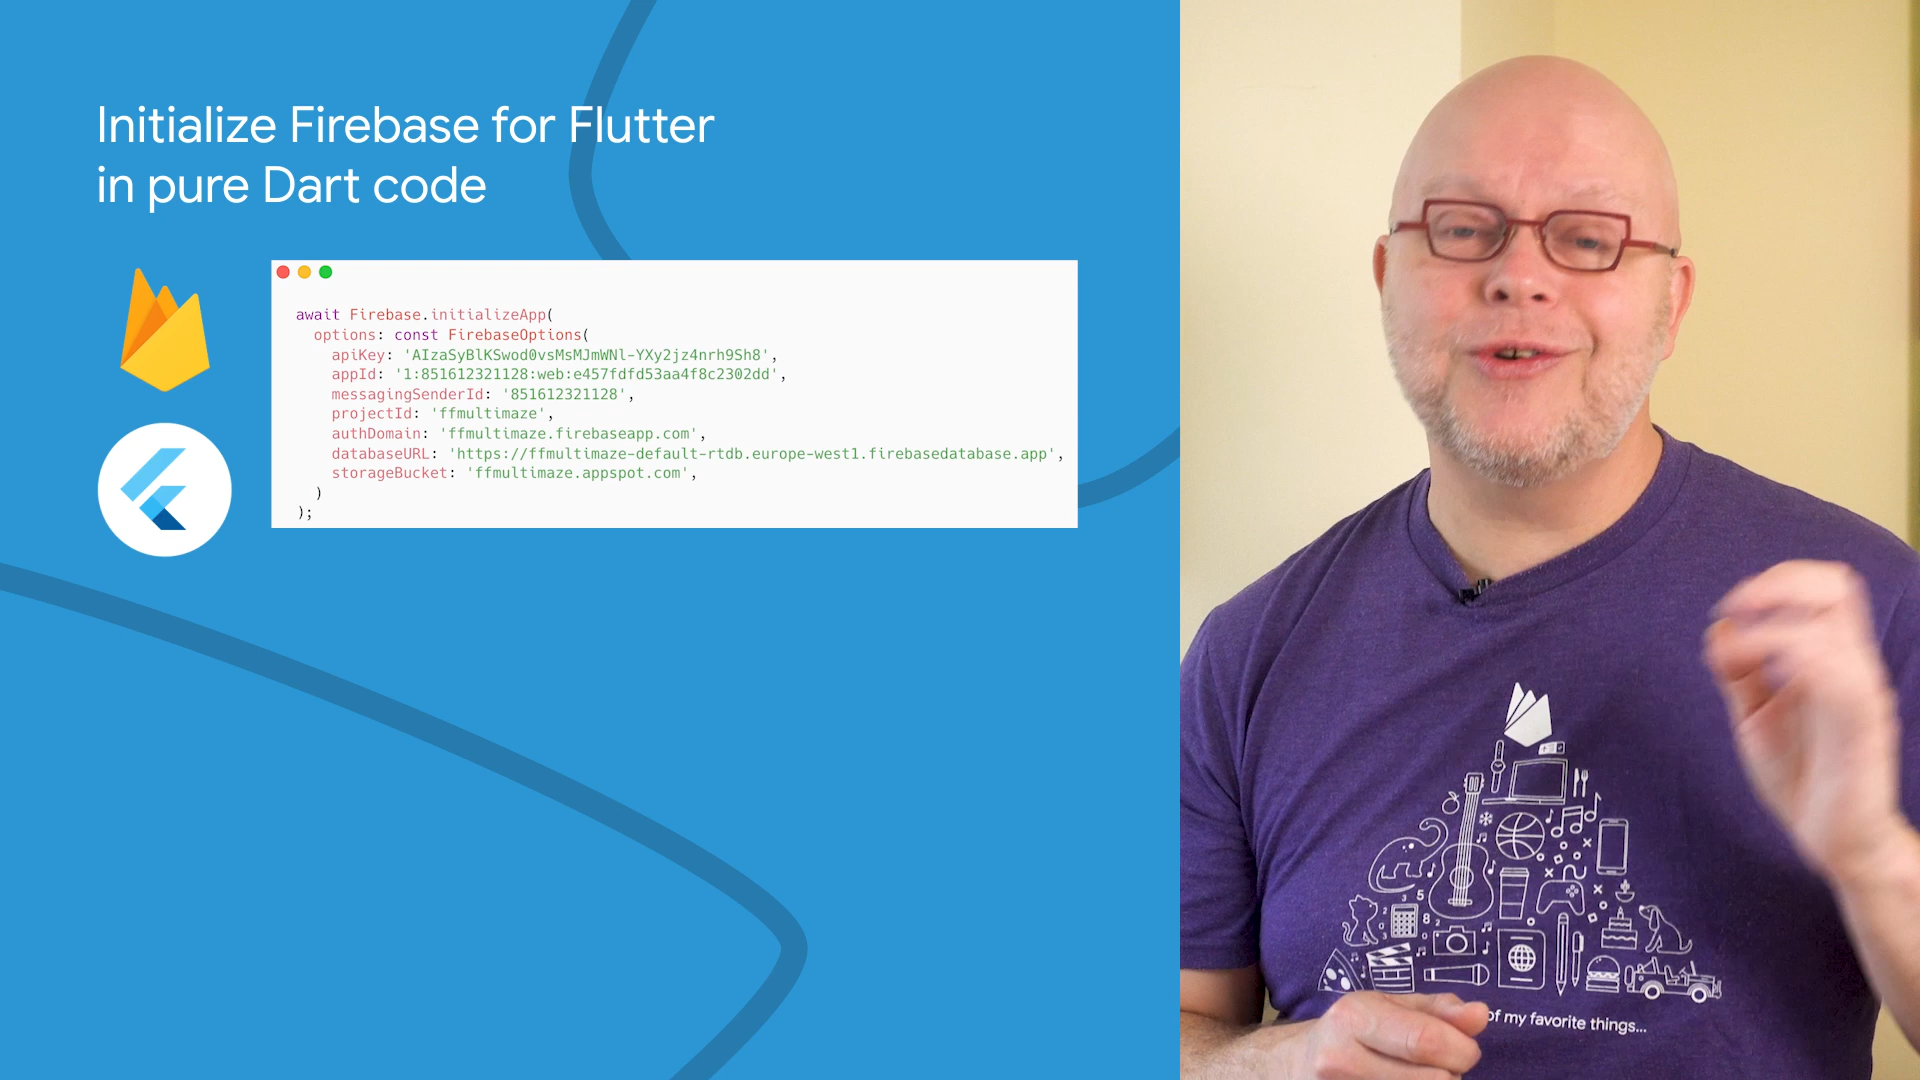 Initialize Firebase for Flutter
in pure Dart code
await Firebase.initializeApp(
options: const FirebaseOptions(
apiKey: 'AIzaSyBlKSwod0vsMsMJmWNl-YXy2jz4nrh9Sh8',
appId: '1:851612321128:web:e457fdfd53aa4f8c2302dd',
messagingSenderId: '851612321128',
projectId: 'ffmultimaze',
authDomain: 'ffmultimaze.firebaseapp.com',
databaseURL: 'https://ffmultimaze-default-rtdb.europe-west1.firebasedatabase.app',
storageBucket: 'ffmultimaze.appspot.com',
)
);
of my favorite things...